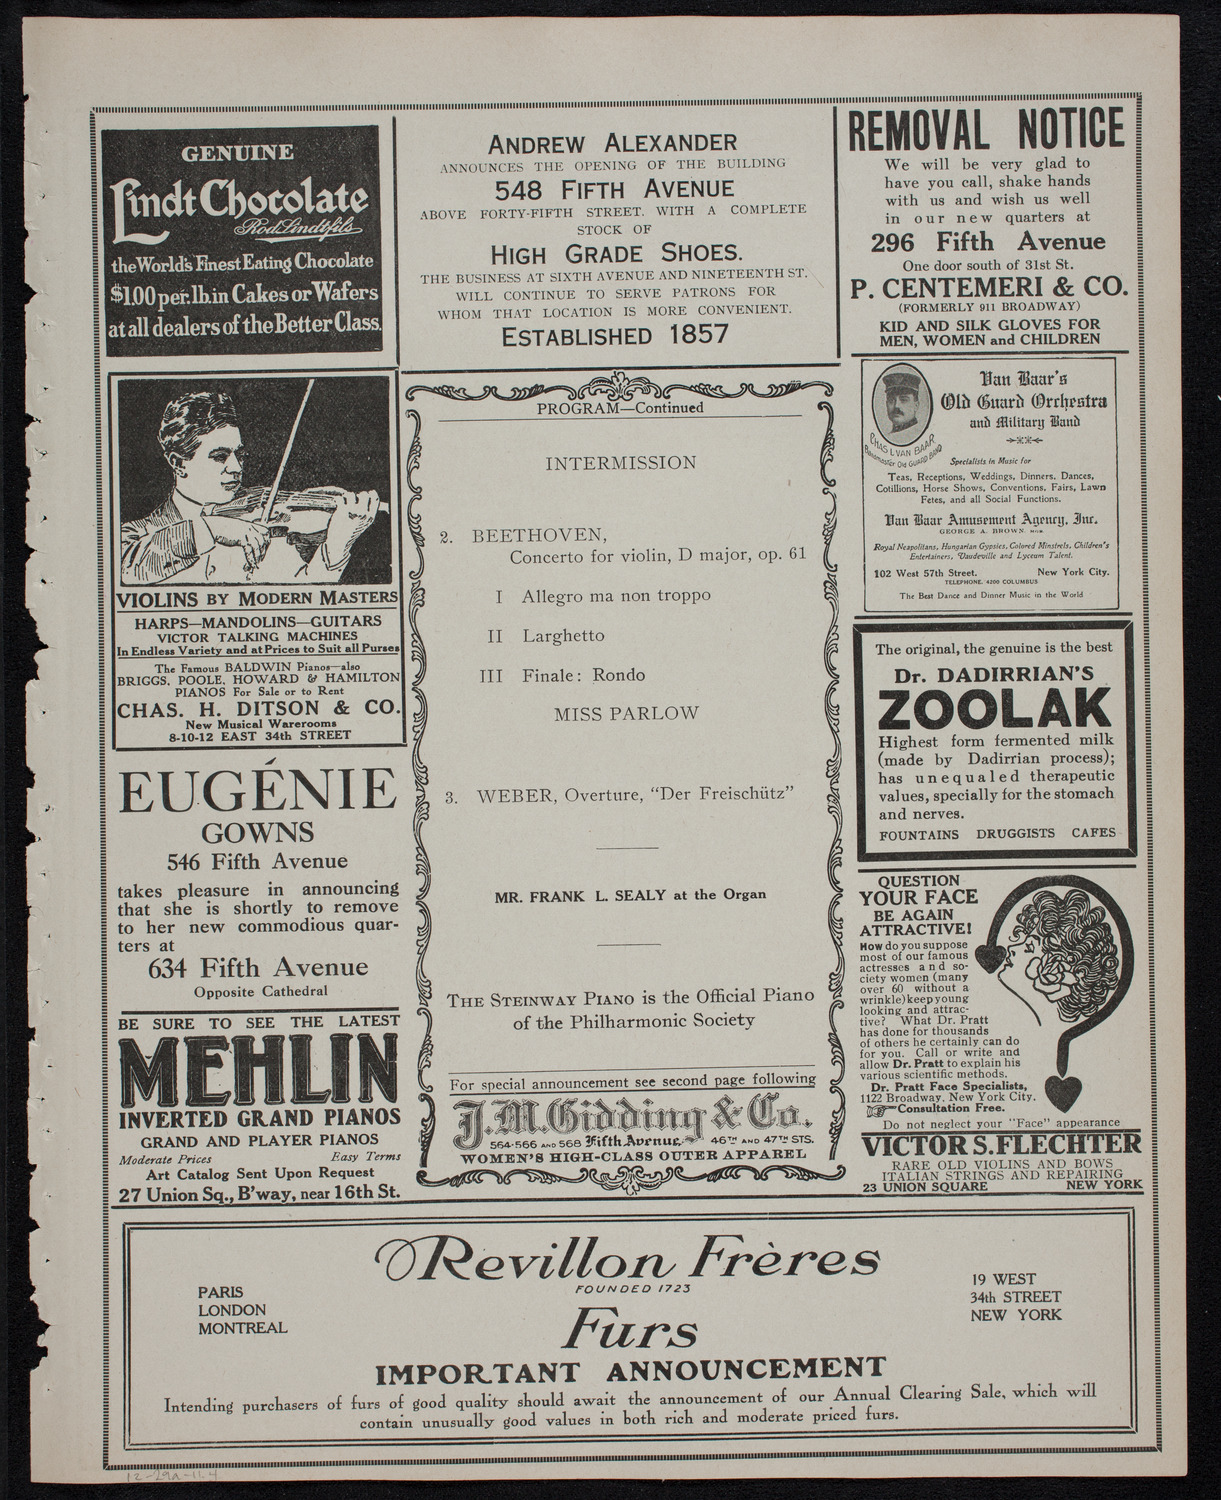 GENUINE
Lindt Chocolate
Rod. Lindt fils
the World's Finest Eating Chocolate
$1.00 per. lb. in Cakes or Wafers
at all dealers of the Better Class.
ANDREW ALEXANDER
ANNOUNCES THE OPENING OF THE BUILDING
548 FIFTH AVENUE
ABOVE FORTY-FIFTH STREET. WITH A COMPLETE
STOCK OF
HIGH GRADE SHOES.
THE BUSINESS AT SIXTH AVENUE AND NINETEENTH ST.
WILL CONTINUE TO SERVE PATRONS FOR
WHOM THAT LOCATION IS MORE CONVENIENT.
ESTABLISHED 1857
REMOVAL NOTICE
We will be very glad to
have you call, shake hands
with us and wish us well
in our new quarters at
296 Fifth Avenue
One door south of 31st St.
P. CENTEMERI & CO.
(FORMERLY 911 BROADWAY)
KID AND SILK GLOVES FOR
MEN, WOMEN and CHILDREN
VIOLINS BY MODERN MASTERS
HARPS—MANDOLINS—GUITARS
VICTOR TALKING MACHINES
In Endless Variety and at Prices to Suit all Purses
The Famous BALDWIN Pianos—also
BRIGGS, POOLE, HOWARD & HAMILTON
PIANOS For Sale or to Rent
CHAS. H. DITSON & CO.
New Musical Warerooms
8-10-12 EAST 34th STREET
EUGÉNIE
GOWNS
546 Fifth Avenue
takes pleasure in announcing
that she is shortly to remove
to her new commodious quar-
ters at
634 Fifth Avenue
Opposite Cathedral
BE SURE TO SEE THE LATEST
MEHLIN
INVERTED GRAND PIANOS
GRAND AND PLAYER PIANOS
Moderate Prices Easy Terms
Art Catalog Sent Upon Request
27 Union Sq., B'way, near 16th St.
PROGRAM—Continued
INTERMISSION
2. BEETHOVEN,
Concerto for violin, D major, op. 61
I Allegro ma non troppo
II Larghetto
III Finale: Rondo
MISS PARLOW
3. WEBER, Overture, "Der Freischütz"
MR. FRANK L. SEALY at the Organ
THE STEINWAY PIANO is the Official Piano
of the Philharmonic Society
For special announcement see second page following
J.M. Gidding & Co.
564-566 AND 568 Fifth Avenue. 46TH AND 47TH STS.
WOMEN'S HIGH-CLASS OUTER APPAREL
Van Baar's
Old Guard Orchestra
and Military Band
CHAS L VAN BAAR
Bandmaster Old GUARD BAND
Specialists in Music for
Teas, Receptions, Weddings, Dinners. Dances,
Cotillions, Horse Shows, Conventions, Fairs, Lawn
Fetes, and all Social Functions.
Van Baar Amusement Agency, Inc.
GEORGE A. BROWN. MGR.
Royal Neapolitans, Hungarian Gypsies, Colored Minstrels, Children's
Entertainers, Vaudeville and Lyceum Talent.
102 West 57th Street. New York City.
TELEPHONE, 4200 COLUMBUS
The Best Dance and Dinner Music in the World
The original, the genuine is the best
Dr. DADIRRIAN'S
ZOOLAK
Highest form fermented milk
(made by Dadirrian process);
has unequaled therapeutic
values, specially for the stomach
and nerves.
FOUNTAINS DRUGGISTS CAFES
QUESTION
YOUR FACE
BE AGAIN
ATTRACTIVE!
How do you suppose
most of our famous
actresses and so-
ciety women (many
over 60 without a
wrinkle) keep young
looking and attrac-
tive? What Dr. Pratt
has done for thousands
of others he certainly can do
for you. Call or write and
allow Dr. Pratt to explain his
various scientific methods.
Dr. Pratt Face Specialists,
1122 Broadway, New York City.
Consultation Free.
Do not neglect your "Face" appearance
VICTOR S. FLECHTER
RARE OLD VIOLINS AND BOWS
ITALIAN STRINGS AND REPAIRING
23 UNION SQUARE NEW YORK
Revillon Frères
FOUNDED 1723
PARIS
LONDON
MONTREAL
19 WEST
34th STREET
NEW YORK
Furs
IMPORTANT ANNOUNCEMENT
Intending purchasers of furs of good quality should await the announcement of our Annual Clearing Sale, which will
contain unusually good values in both rich and moderate priced furs.
12-29A-11.4